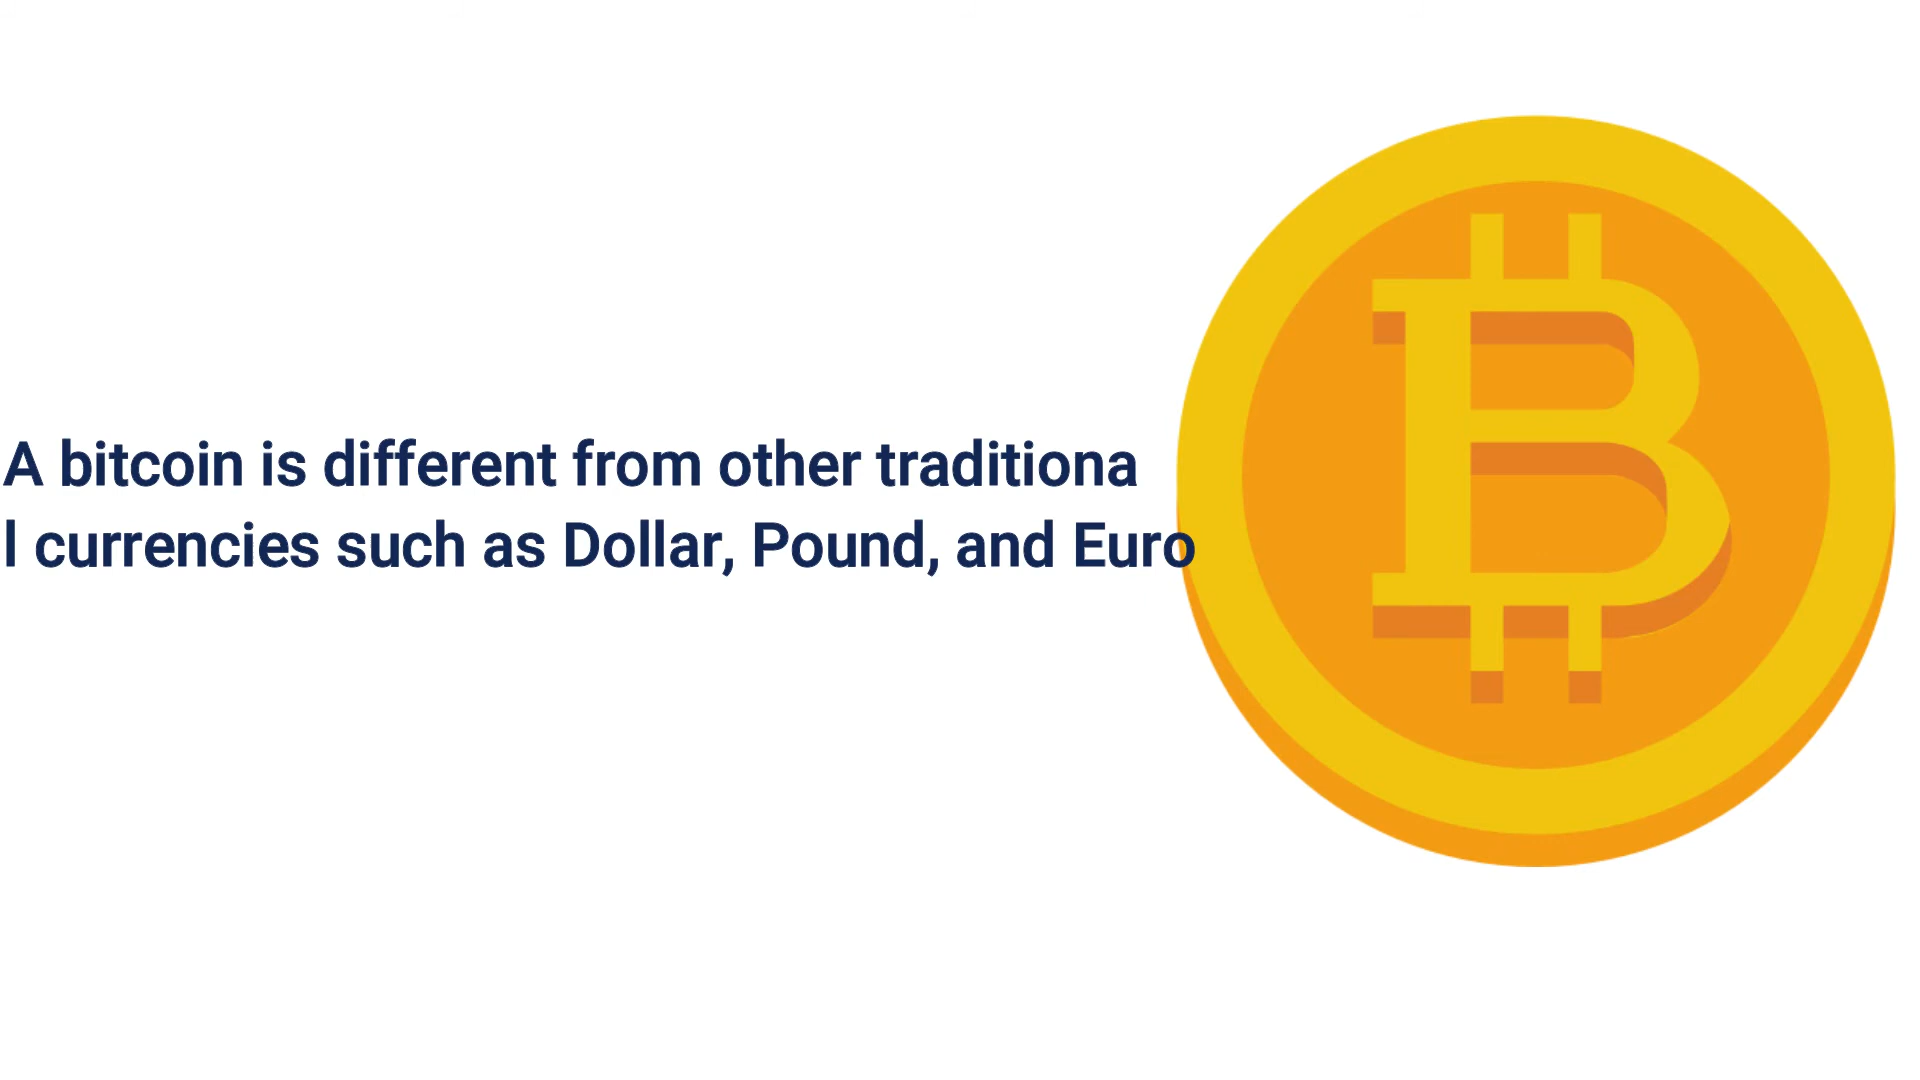 A bitcoin is different from other traditiona
l currencies such as Dollar, Pound, and Euro